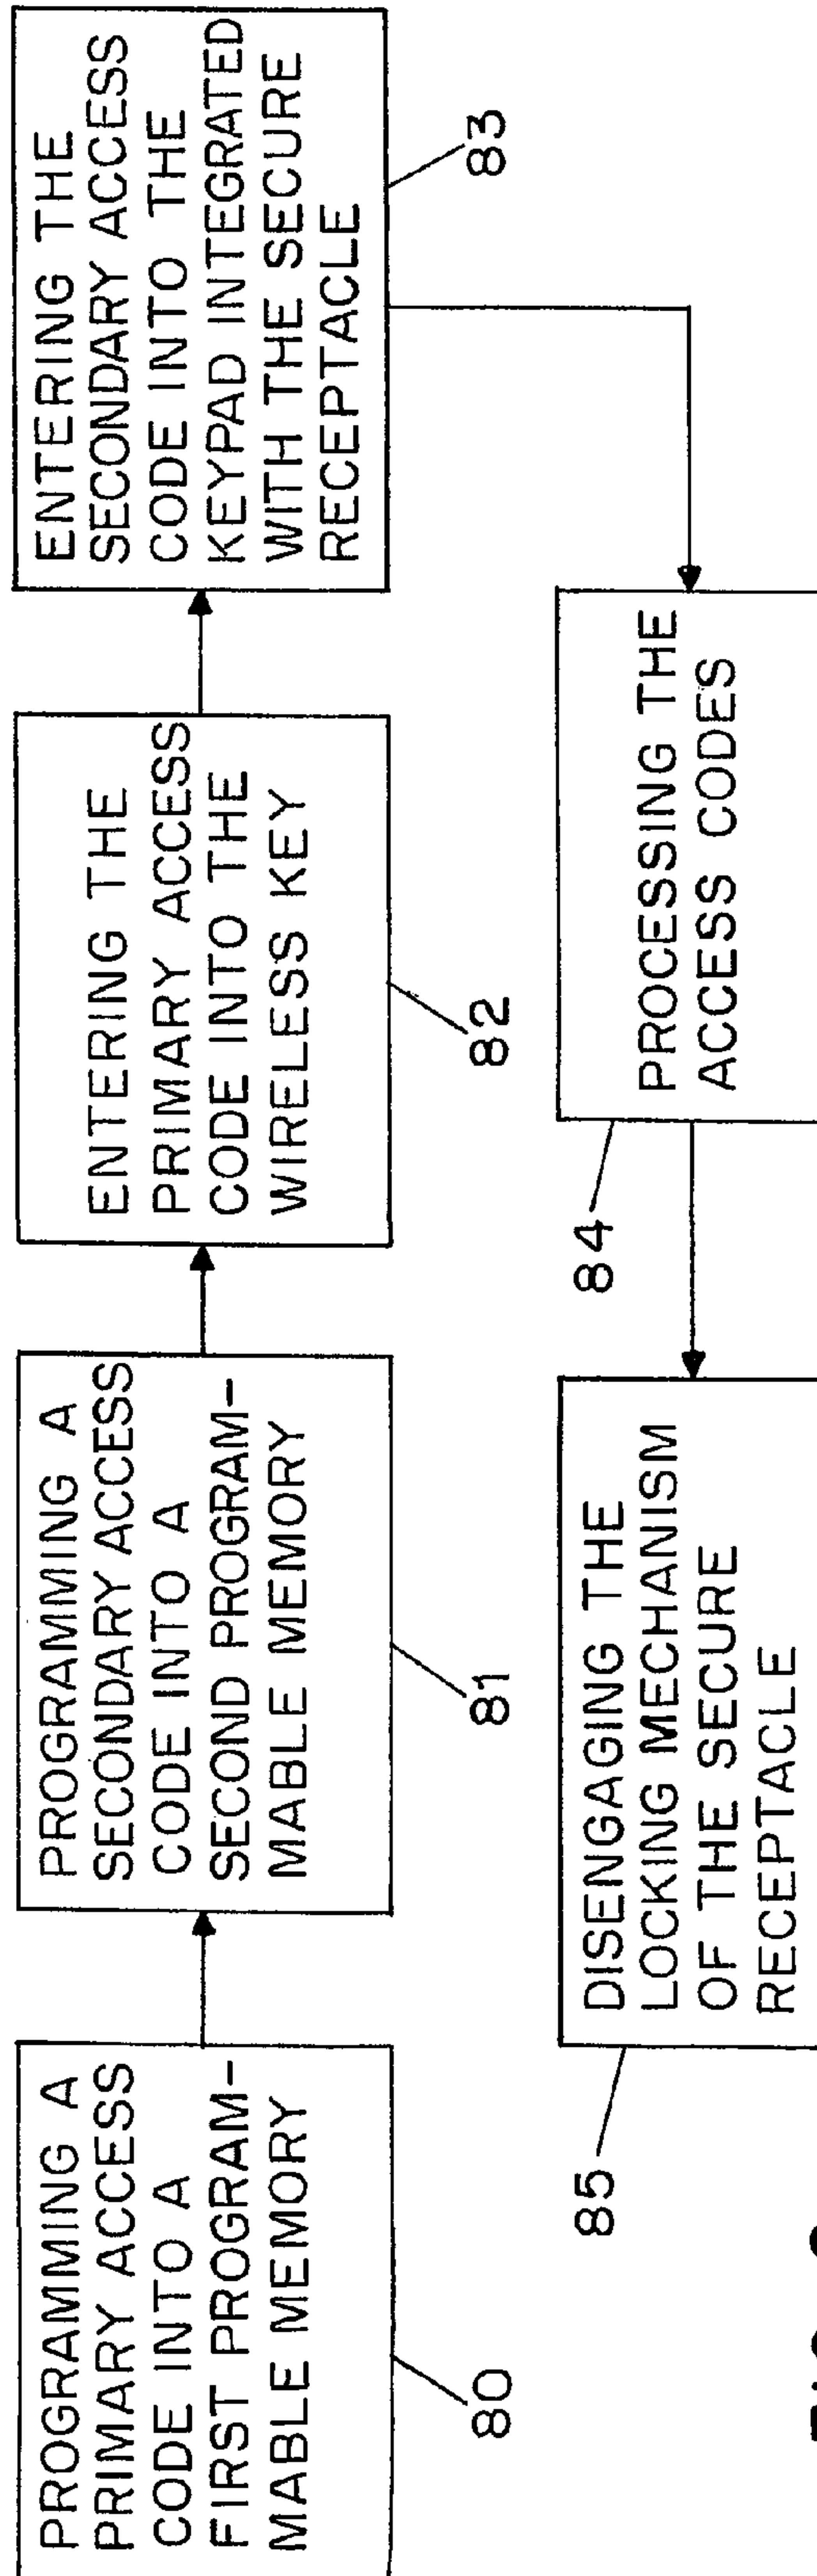 PROGRAMMING A
PRIMARY ACCESS
CODE INTO A
FIRST PROGRAM-
MABLE MEMORY
80
PROGRAMMING A
SECONDARY ACCESS
CODE INTO A
SECOND PROGRAM-
MABLE MEMORY
81
ENTERING THE
PRIMARY ACCESS
CODE INTO THE
WIRELESS KEY
82
ENTERING THE
SECONDARY ACCESS
CODE INTO THE
KEYPAD INTEGRATED
WITH THE SECURE
RECEPTACLE
83
PROCESSING THE
ACCESS CODES
84
DISENGAGING THE
LOCKING MECHANISM
OF THE SECURE
RECEPTACLE
85